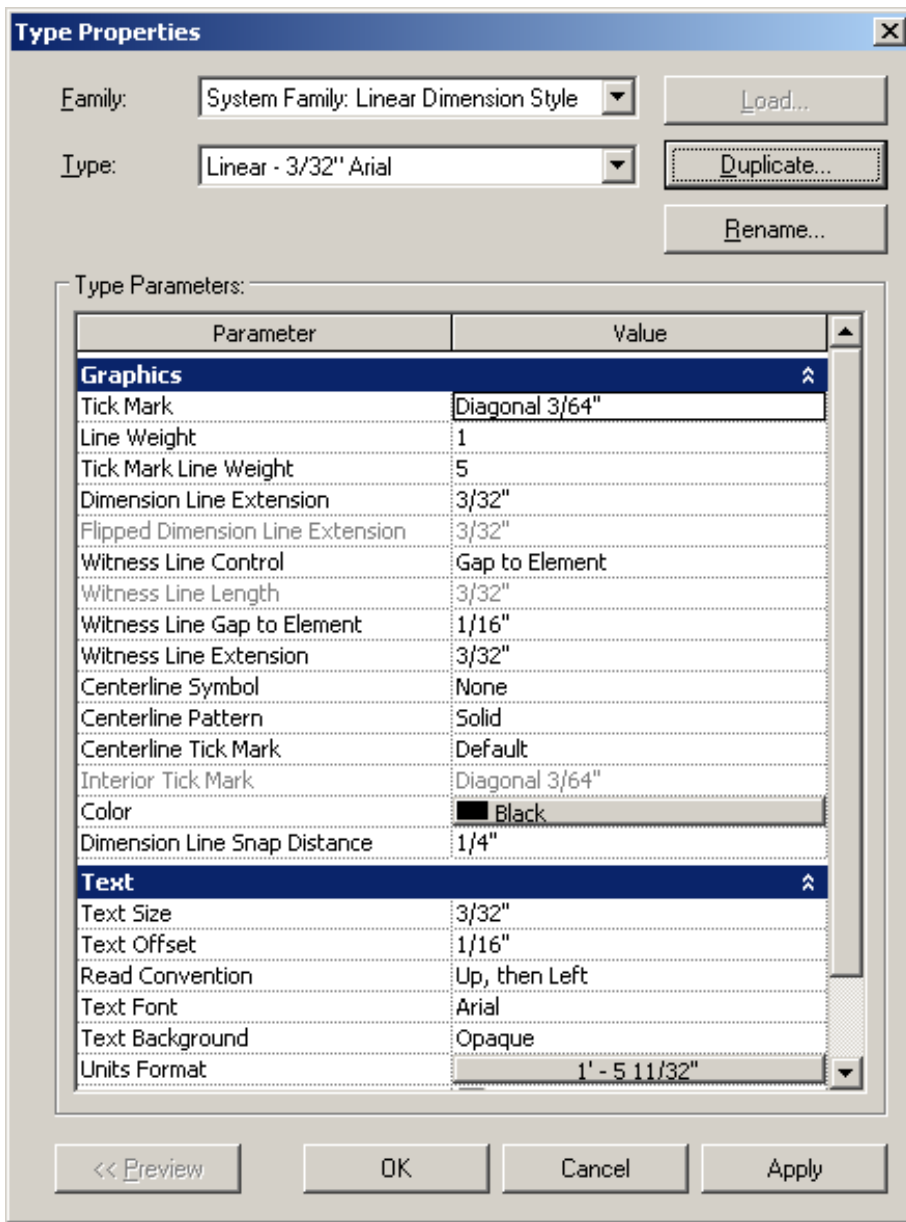 Type Properties
Family: System Family: Linear Dimension Style Load...
Type: Linear - 3/32" Arial Duplicate...
Rename...
Type Parameters:
Parameter Value
Graphics
Tick Mark Diagonal 3/64"
Line Weight 1
Tick Mark Line Weight 5
Dimension Line Extension 3/32"
Flipped Dimension Line Extension 3/32"
Witness Line Control Gap to Element
Witness Line Length 3/32"
Witness Line Gap to Element 1/16"
Witness Line Extension 3/32"
Centerline Symbol None
Centerline Pattern Solid
Centerline Tick Mark Default
Interior Tick Mark Diagonal 3/64"
Color Black
Dimension Line Snap Distance 1/4"
Text
Text Size 3/32"
Text Offset 1/16"
Read Convention Up, then Left
Text Font Arial
Text Background Opaque
Units Format 1' - 5 11/32"
<< Preview OK Cancel Apply